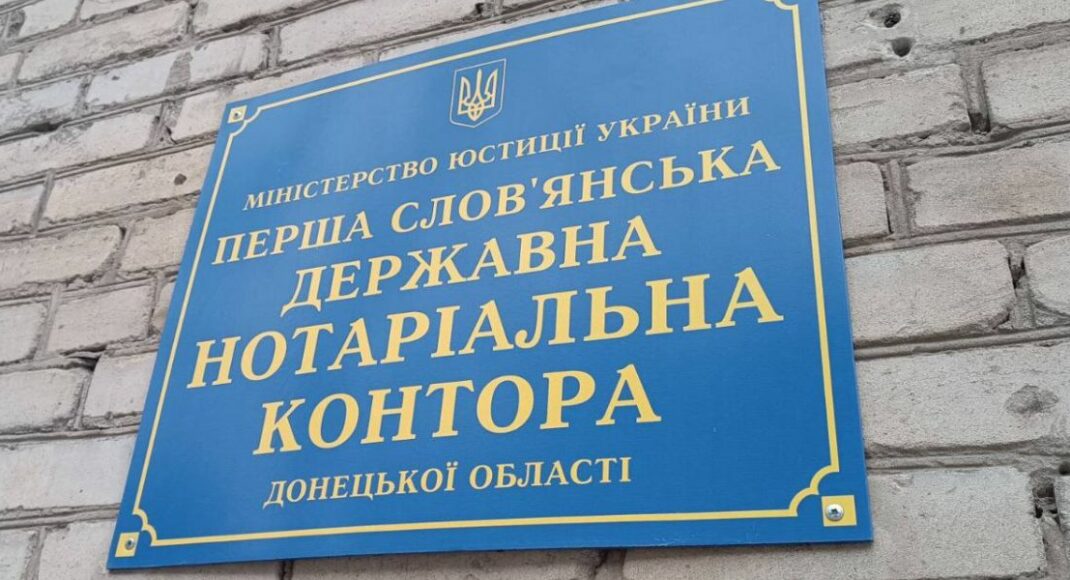 МІНІСТЕРСТВО ЮСТИЦІЇ УКРАЇНИ
ПЕРША СЛОВ'ЯНСЬКА
ДЕРЖАВНА
НОТАРІАЛЬНА
КОНТОРА
ДОНЕЦЬКОЇ ОБЛАСТІ